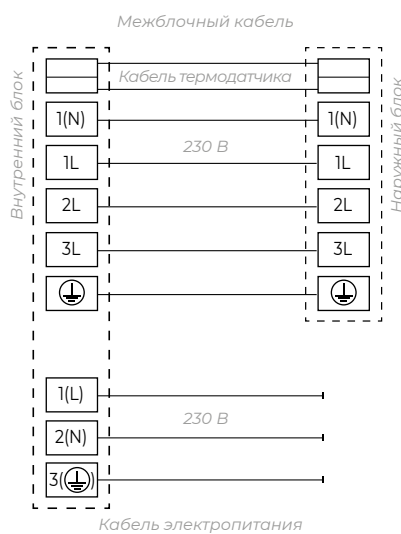 Межблочный кабель
Внутренний блок
Наружный блок
Кабель термодатчика
1(N)
1(N)
230 В
1L
1L
2L
2L
3L
3L
1(L)
230 В
2(N)
3(⏚)
Кабель электропитания